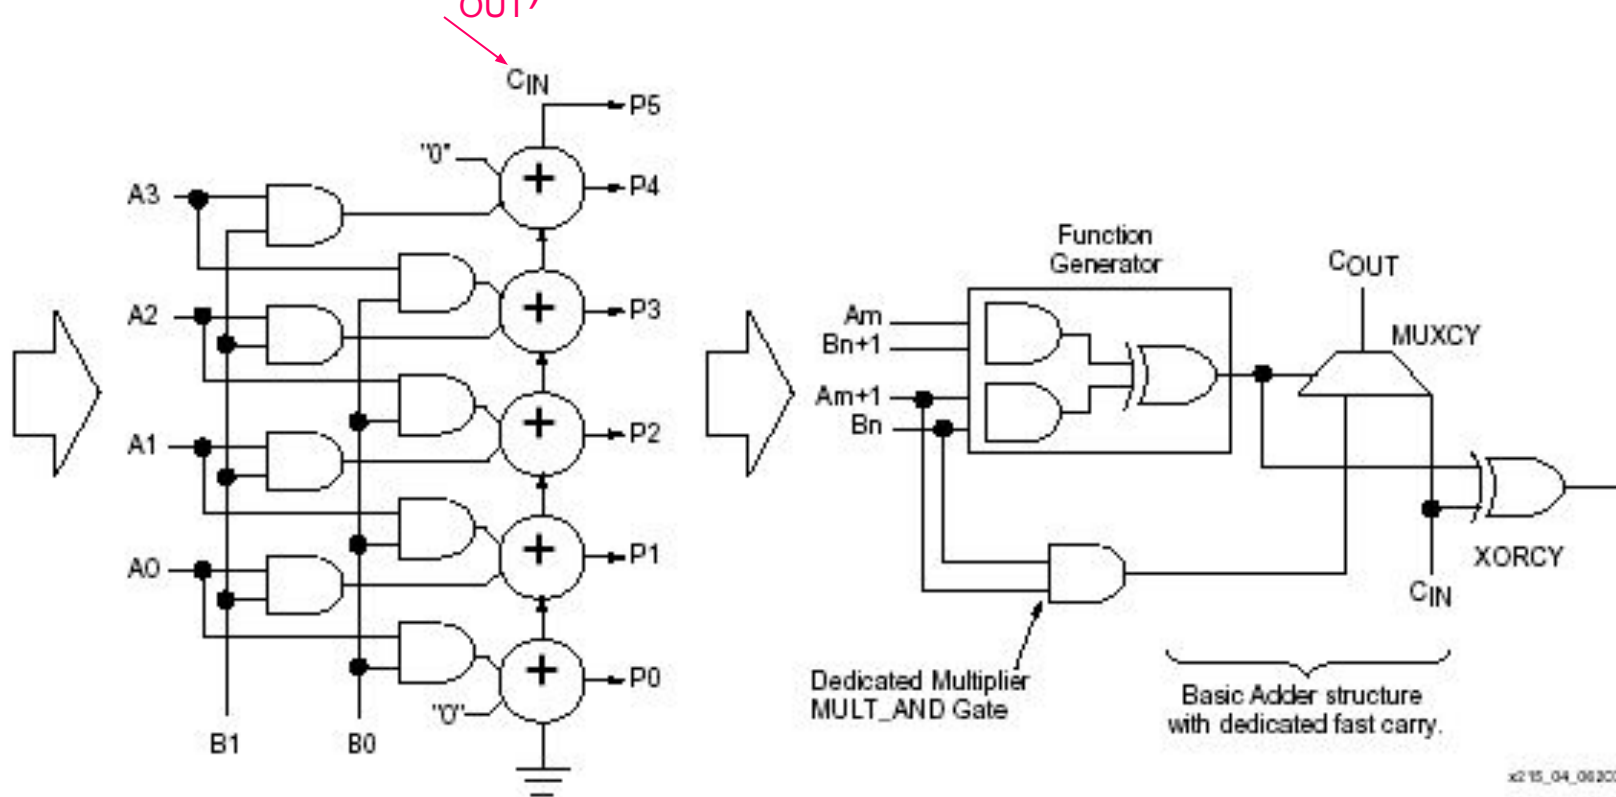 OUT)
CIN
P5
"0"
P4
A3
P3
A2
P2
A1
P1
A0
P0
"0"
B1
B0
Function
Generator
COUT
Am
Bn+1
MUXCY
Am+1
Bn
XORCY
CIN
Dedicated Multiplier
MULT_AND Gate
Basic Adder structure
with dedicated fast carry.